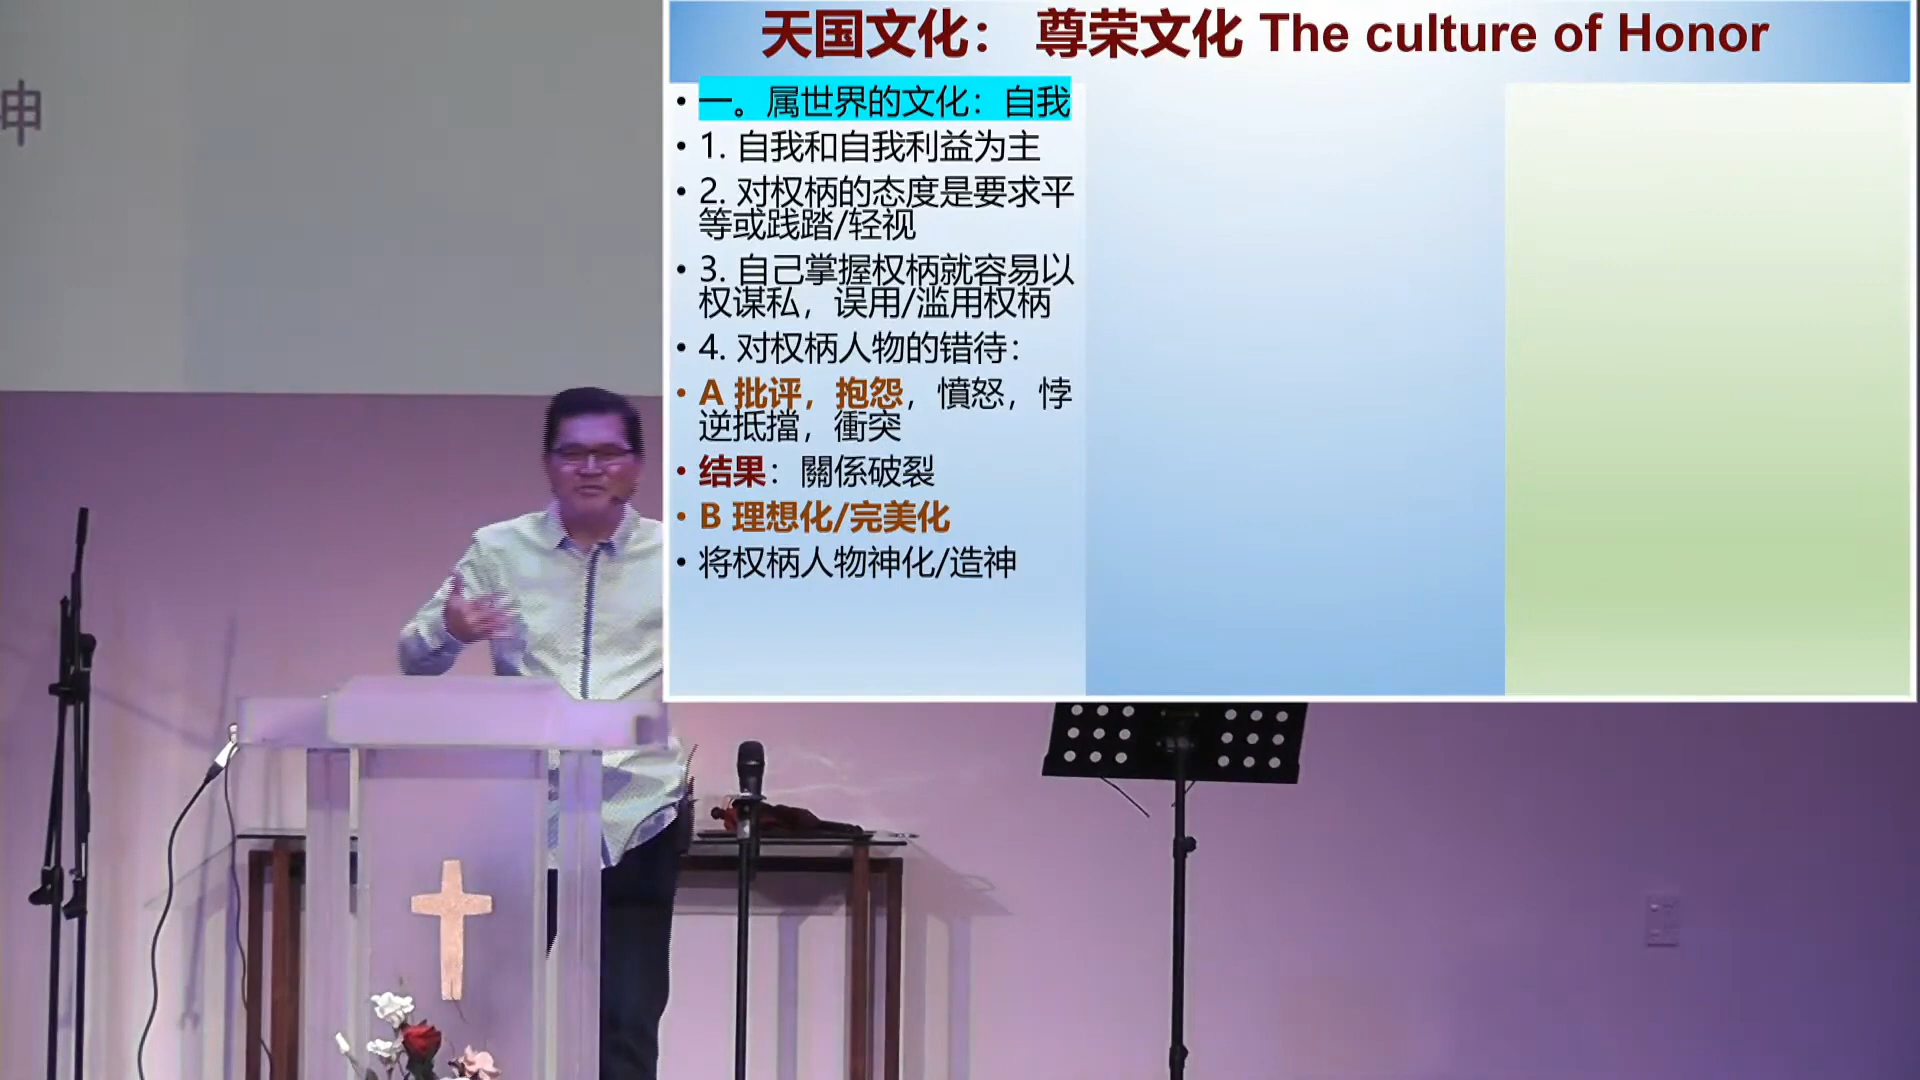 天国文化： 尊荣文化 The culture of Honor
• 一。属世界的文化：自我
• 1. 自我和自我利益为主
• 2. 对权柄的态度是要求平
等或践踏/轻视
• 3. 自己掌握权柄就容易以
权谋私，误用/滥用权柄
• 4. 对权柄人物的错待：
• A 批评，抱怨，憤怒，悖
逆抵擋，衝突
• 结果：關係破裂
• B 理想化/完美化
• 将权柄人物神化/造神